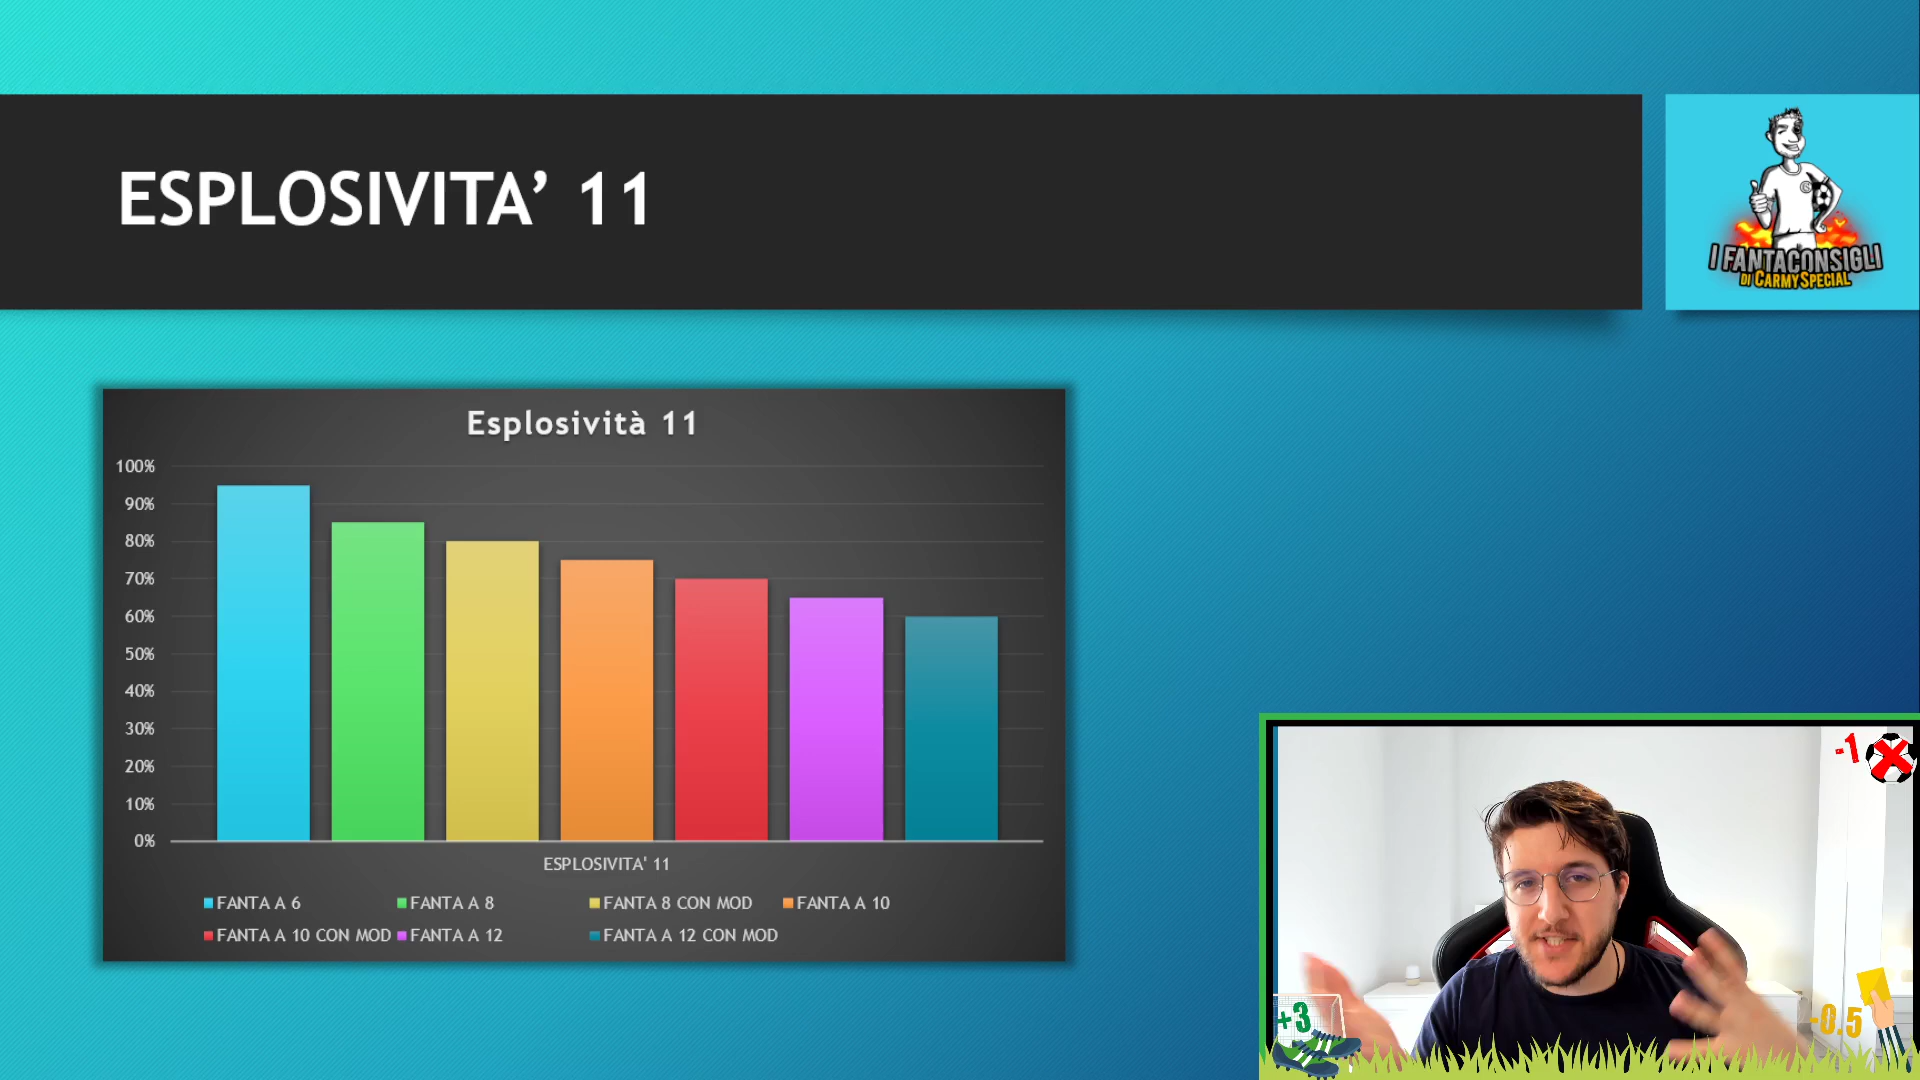 ESPLOSIVITA’ 11
I FANTACONSIGLI
DI CARMYSPECIAL
Esplosività 11
100%
90%
80%
70%
60%
50%
40%
30%
20%
10%
0%
ESPLOSIVITA' 11
FANTA A 6
FANTA A 8
FANTA 8 CON MOD
FANTA A 10
FANTA A 10 CON MOD
FANTA A 12
FANTA A 12 CON MOD
-1
+3
-0.5